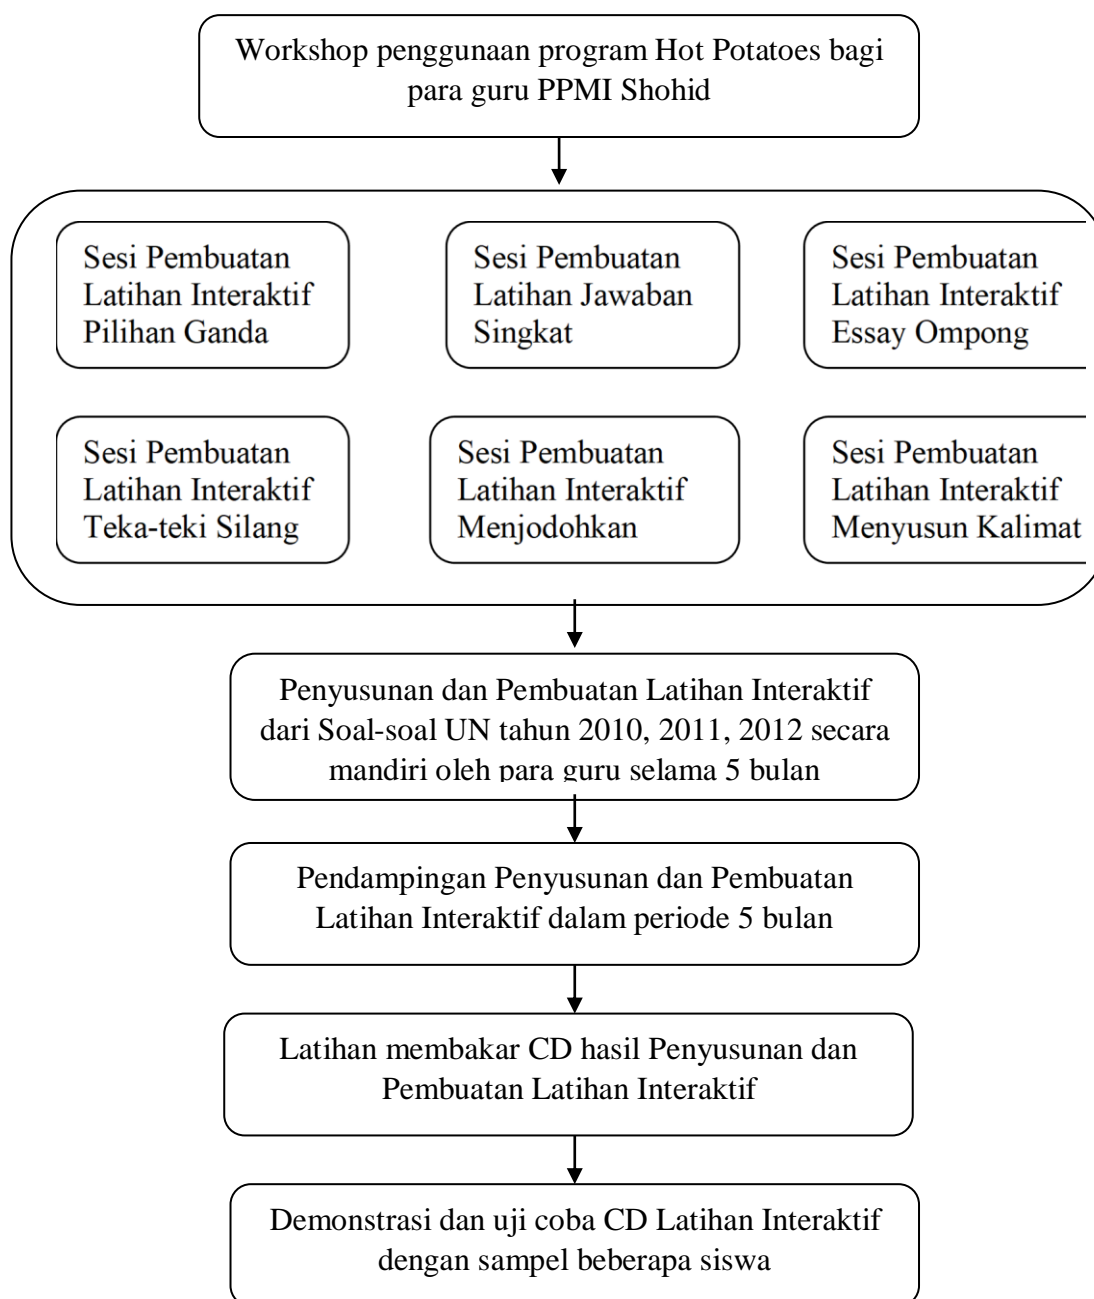 Workshop penggunaan program Hot Potatoes bagi
para guru PPMI Shohid
Sesi Pembuatan
Latihan Interaktif
Pilihan Ganda
Sesi Pembuatan
Latihan Jawaban
Singkat
Sesi Pembuatan
Latihan Interaktif
Essay Ompong
Sesi Pembuatan
Latihan Interaktif
Teka-teki Silang
Sesi Pembuatan
Latihan Interaktif
Menjodohkan
Sesi Pembuatan
Latihan Interaktif
Menyusun Kalimat
Penyusunan dan Pembuatan Latihan Interaktif
dari Soal-soal UN tahun 2010, 2011, 2012 secara
mandiri oleh para guru selama 5 bulan
Pendampingan Penyusunan dan Pembuatan
Latihan Interaktif dalam periode 5 bulan
Latihan membakar CD hasil Penyusunan dan
Pembuatan Latihan Interaktif
Demonstrasi dan uji coba CD Latihan Interaktif
dengan sampel beberapa siswa